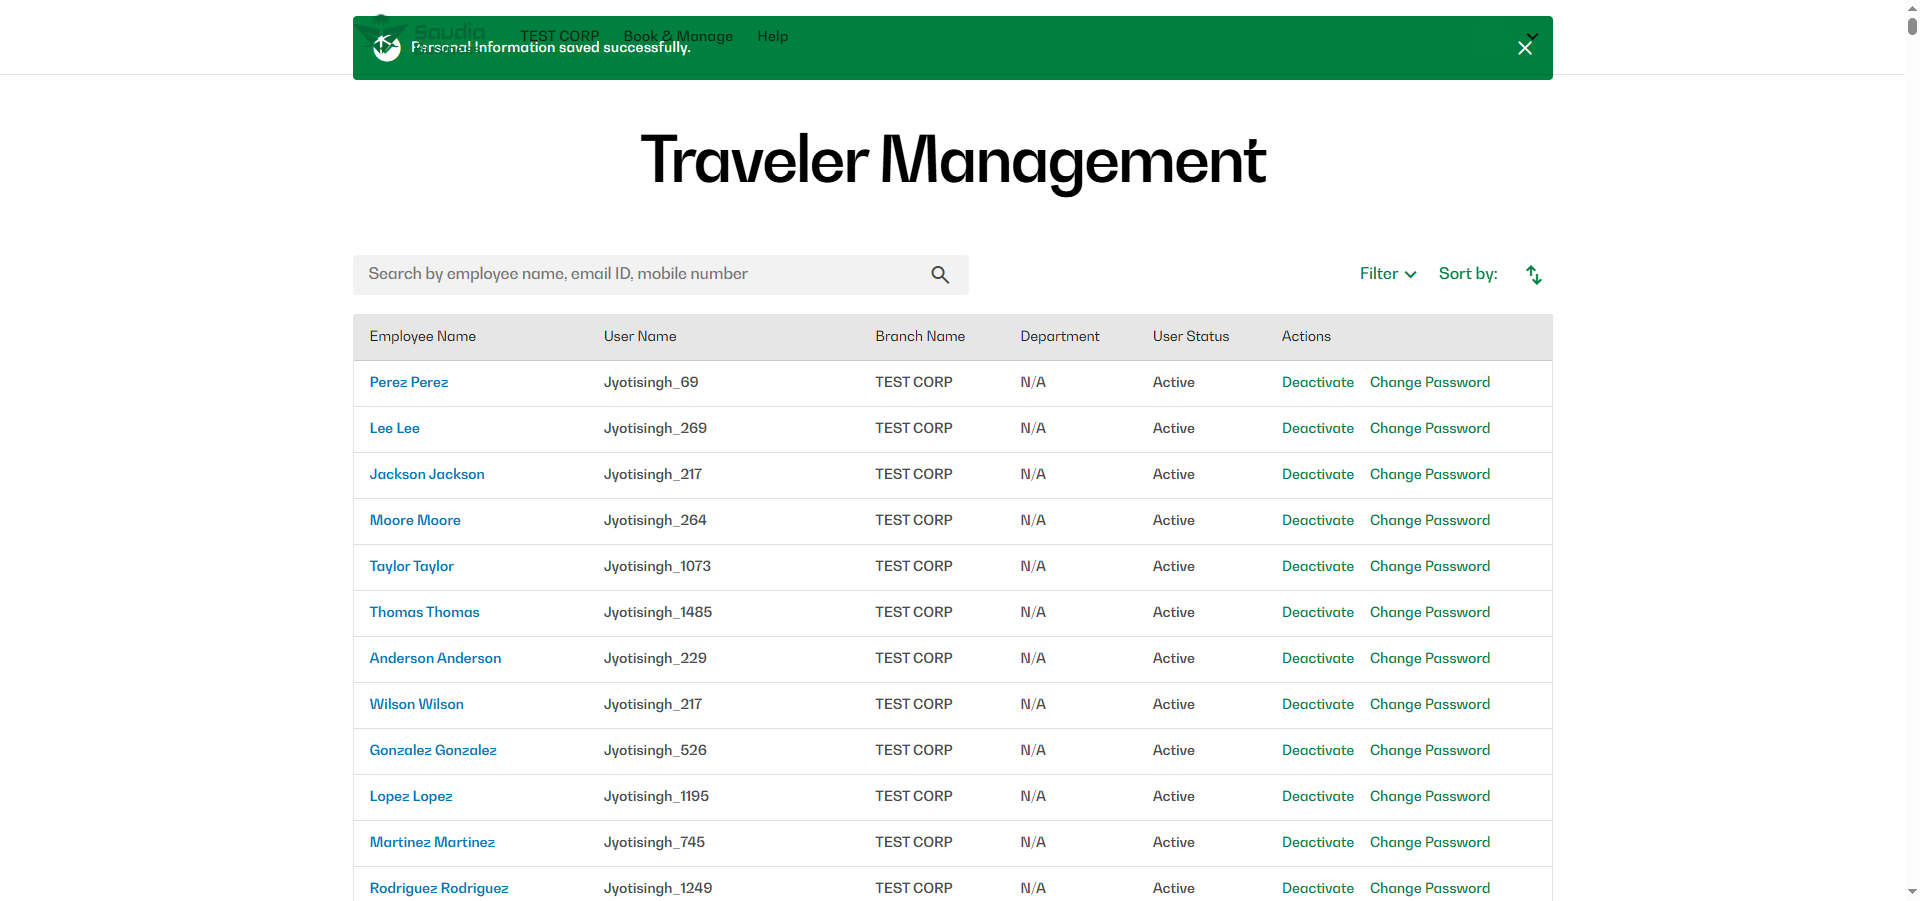 Saudia
TEST CORP Book & Manage Help
Personal Information saved successfully.
Traveler Management
Search by employee name, email ID, mobile number
Filter Sort by:
Employee Name User Name Branch Name Department User Status Actions
Perez Perez Jyotisingh_69 TEST CORP N/A Active Deactivate Change Password
Lee Lee Jyotisingh_269 TEST CORP N/A Active Deactivate Change Password
Jackson Jackson Jyotisingh_217 TEST CORP N/A Active Deactivate Change Password
Moore Moore Jyotisingh_264 TEST CORP N/A Active Deactivate Change Password
Taylor Taylor Jyotisingh_1073 TEST CORP N/A Active Deactivate Change Password
Thomas Thomas Jyotisingh_1485 TEST CORP N/A Active Deactivate Change Password
Anderson Anderson Jyotisingh_229 TEST CORP N/A Active Deactivate Change Password
Wilson Wilson Jyotisingh_217 TEST CORP N/A Active Deactivate Change Password
Gonzalez Gonzalez Jyotisingh_526 TEST CORP N/A Active Deactivate Change Password
Lopez Lopez Jyotisingh_1195 TEST CORP N/A Active Deactivate Change Password
Martinez Martinez Jyotisingh_745 TEST CORP N/A Active Deactivate Change Password
Rodriguez Rodriguez Jyotisingh_1249 TEST CORP N/A Active Deactivate Change Password